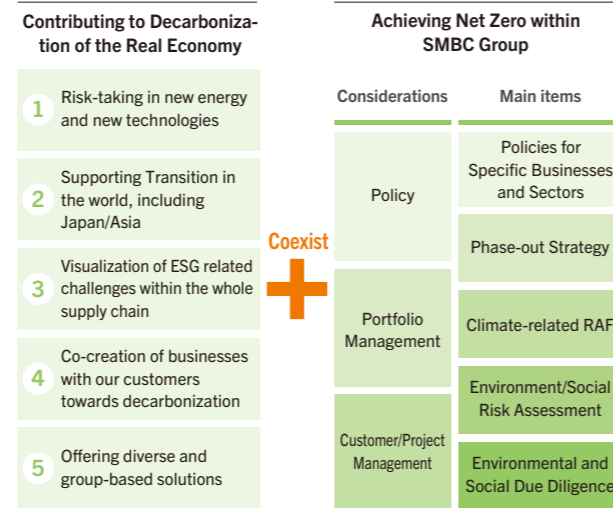 Contributing to Decarboniza-
tion of the Real Economy
1
Risk-taking in new energy
and new technologies
2
Supporting Transition in
the world, including
Japan/Asia
3
Visualization of ESG related
challenges within the whole
supply chain
4
Co-creation of businesses
with our customers
towards decarbonization
5
Offering diverse and
group-based solutions
Coexist
Achieving Net Zero within
SMBC Group
Considerations
Main items
Policy
Policies for
Specific Businesses
and Sectors
Phase-out Strategy
Portfolio
Management
Climate-related RAF
Environment/Social
Risk Assessment
Customer/Project
Management
Environmental and
Social Due Diligence